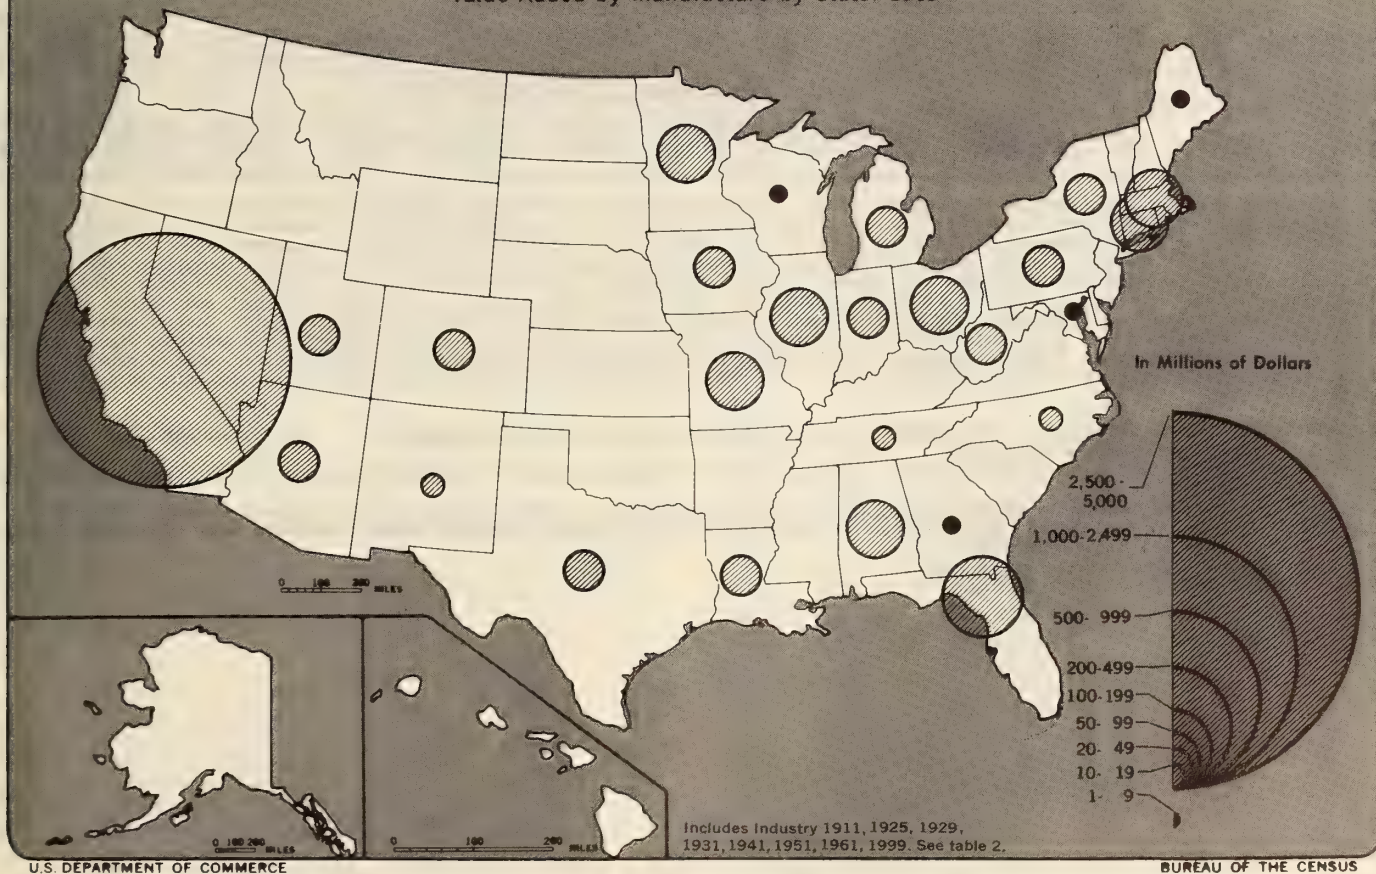 In Millions of Dollars
2,500 -
5,000
1,000-2,499
500- 999
200-499
100-199
50- 99
20- 49
10- 19
1- 9
0 100 200 MILES
0 100 200 MILES
0 100 200
MILES
Includes Industry 1911, 1925, 1929,
1931, 1941, 1951, 1961, 1999. See table 2.
U.S. DEPARTMENT OF COMMERCE
BUREAU OF THE CENSUS